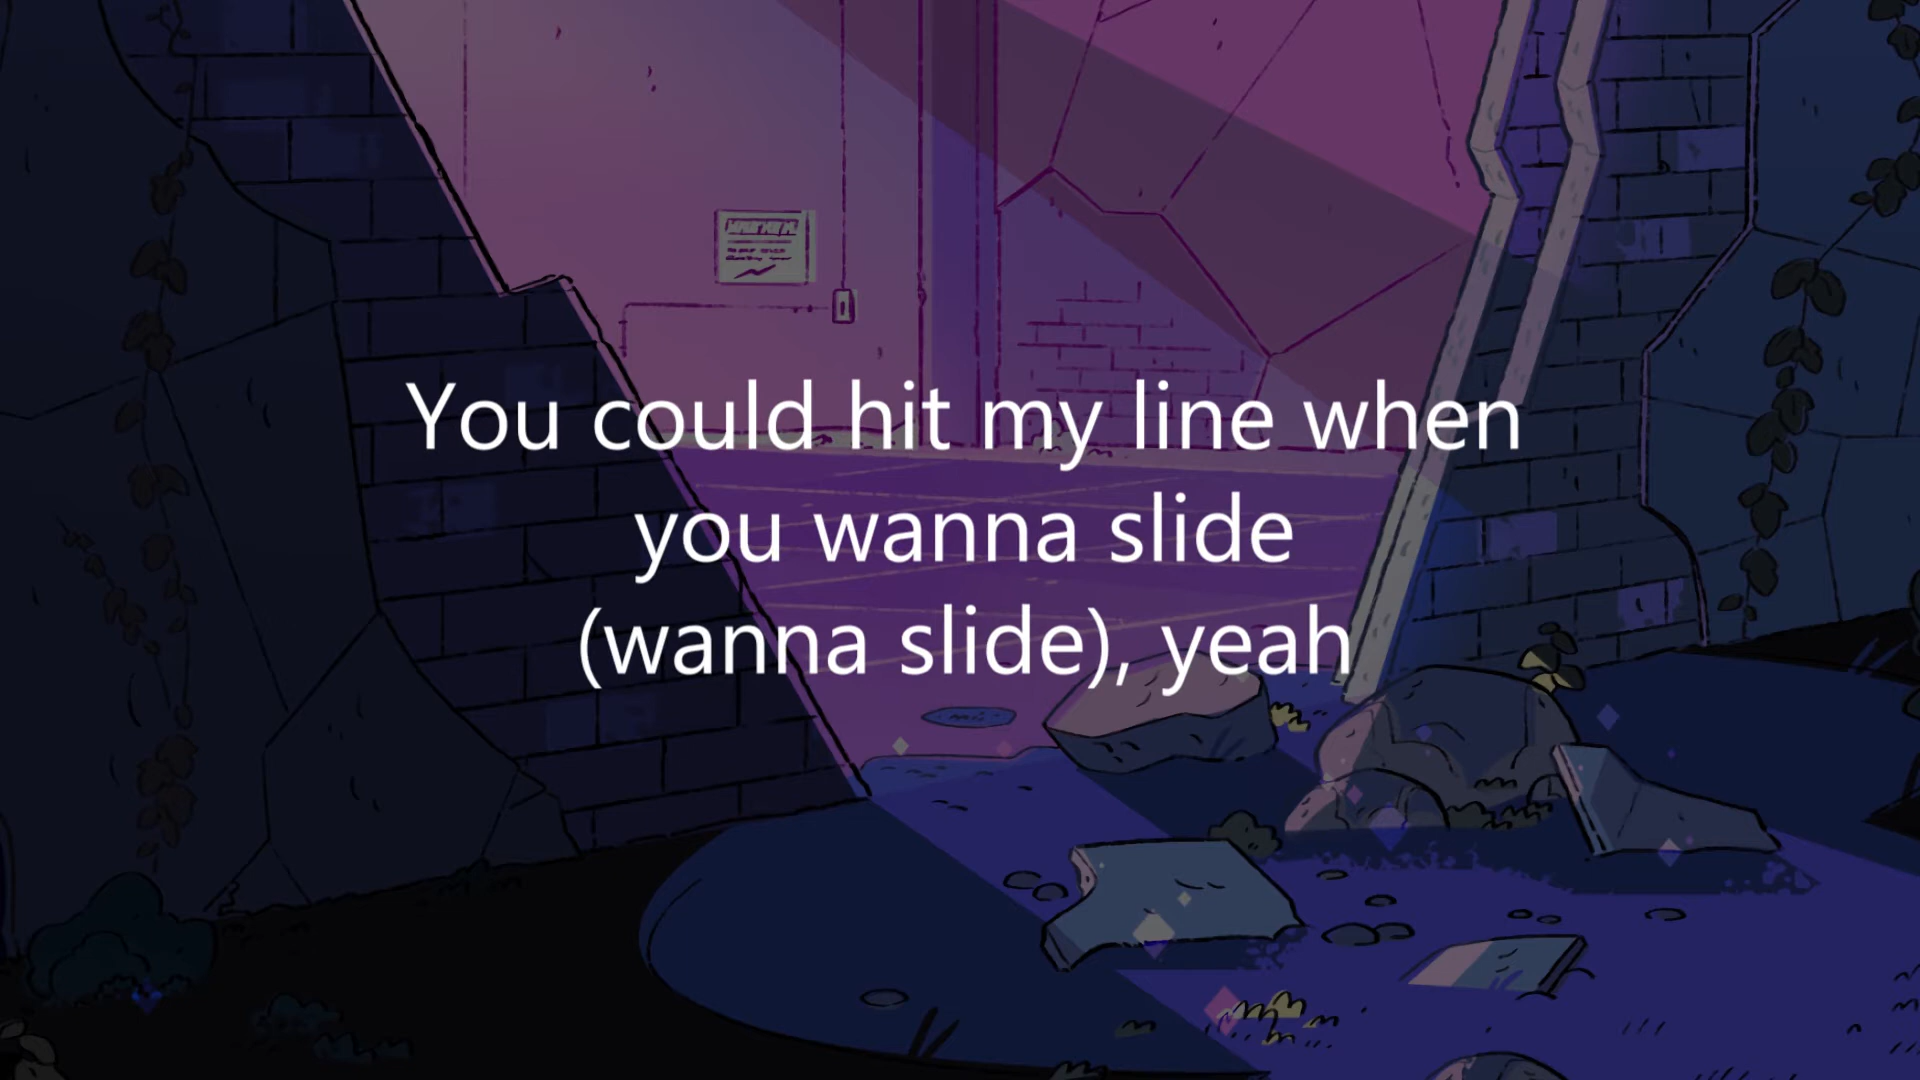 You could hit my line when
you wanna slide
(wanna slide), yeah